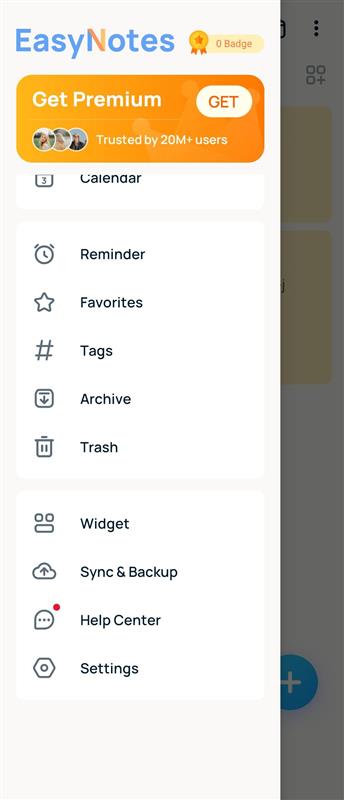 EasyNotes
0 Badge
Get Premium
GET
Trusted by 20M+ users
Calendar
3
Reminder
Favorites
Tags
Archive
Trash
Widget
Sync & Backup
Help Center
Settings
j